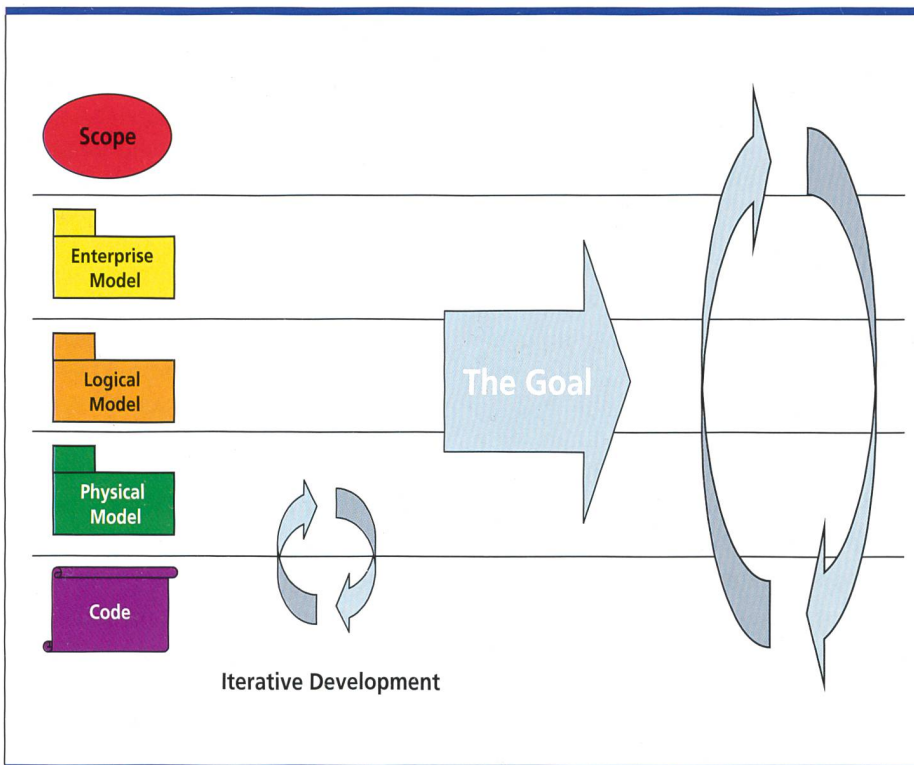 Scope
Enterprise
Model
Logical
Model
The Goal
Physical
Model
Code
Iterative Development